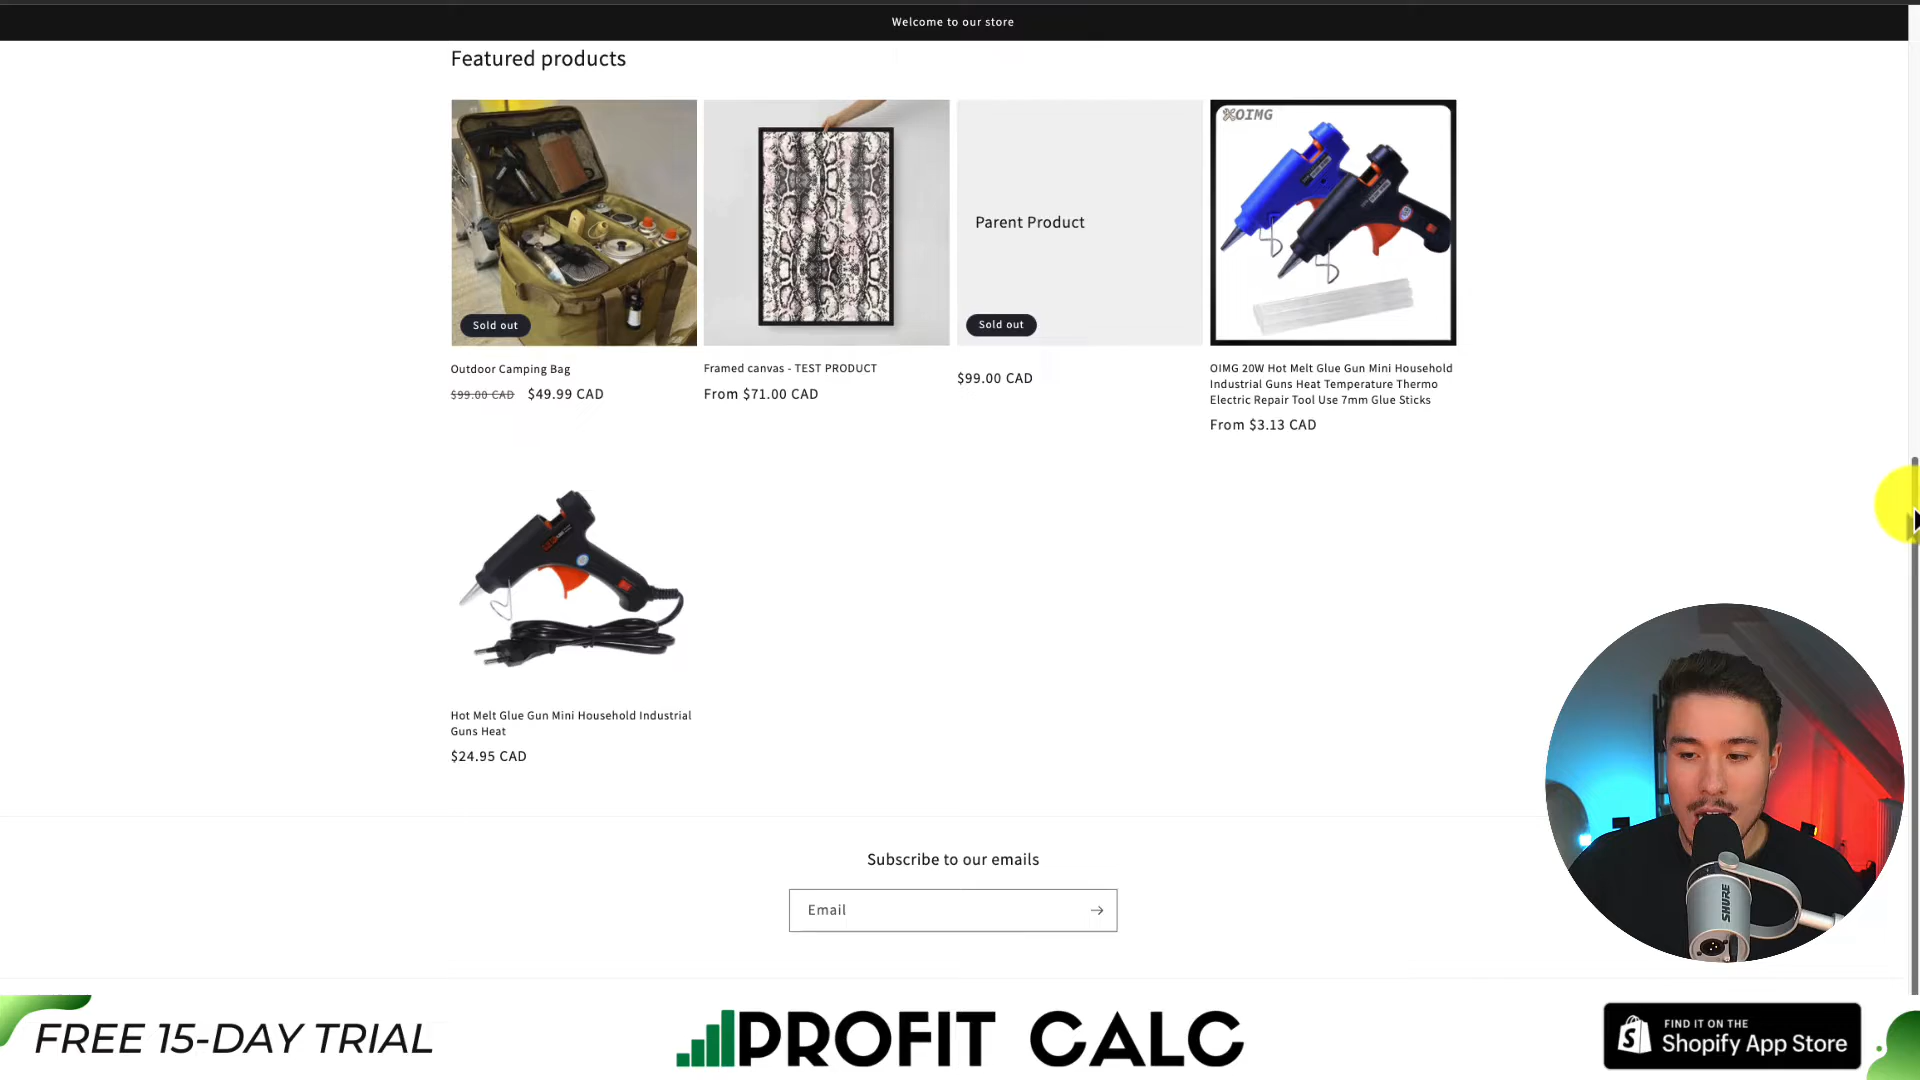 Welcome to our store
Featured products
XOIMG
Parent Product
Sold out
Sold out
Outdoor Camping Bag
$99.00 CAD $49.99 CAD
Framed canvas - TEST PRODUCT
From $71.00 CAD
$99.00 CAD
OIMG 20W Hot Melt Glue Gun Mini Household
Industrial Guns Heat Temperature Thermo
Electric Repair Tool Use 7mm Glue Sticks
From $3.13 CAD
Hot Melt Glue Gun Mini Household Industrial
Guns Heat
$24.95 CAD
Subscribe to our emails
Email
SHURE
FREE 15-DAY TRIAL
PROFIT CALC
FIND IT ON THE
Shopify App Store